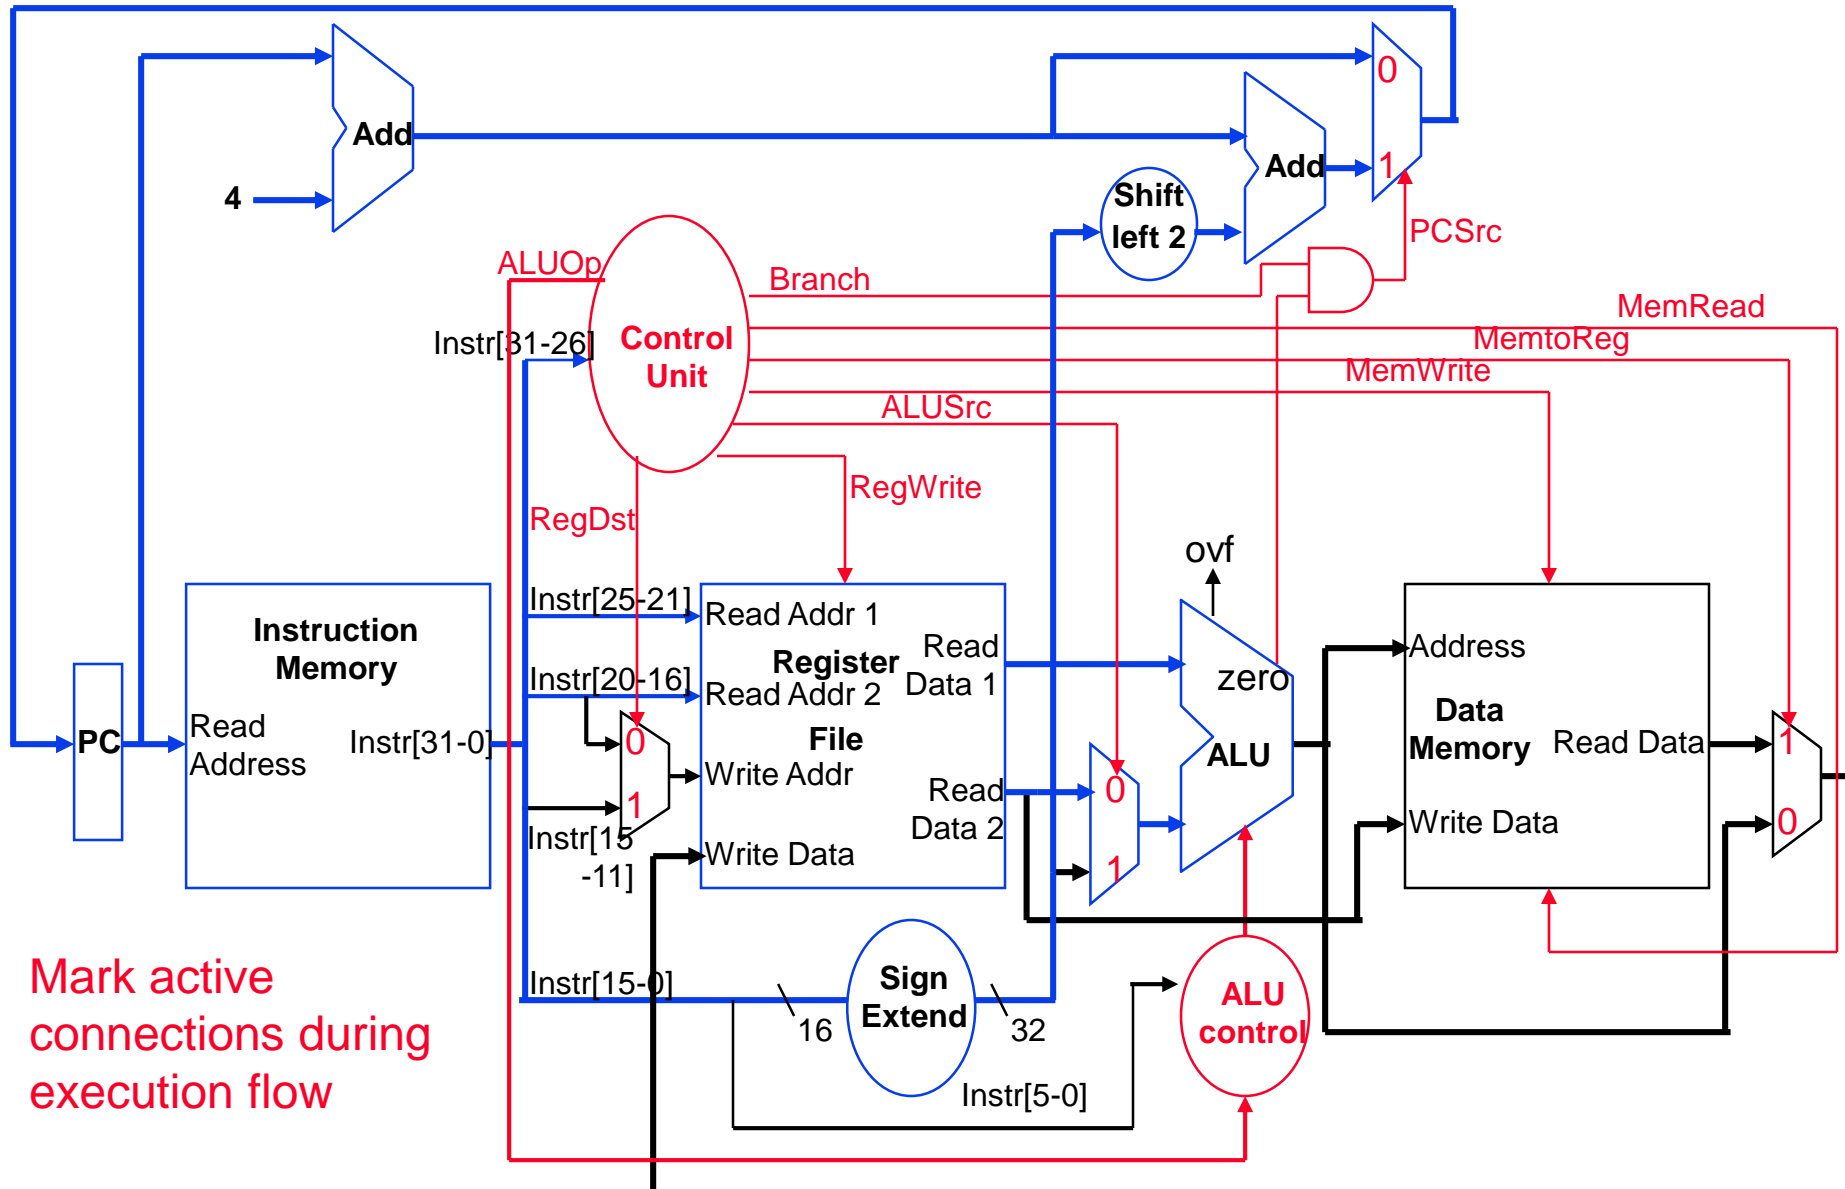 0
Add
Add
1
4
Shift
left 2
PCSrc
ALUOp
Branch
MemRead
Instr[31-26]
Control
Unit
MemtoReg
MemWrite
ALUSrc
RegWrite
RegDst
ovf
Instr[25-21]
Read Addr 1
Instruction
Memory
Read
Data 1
Register
Address
Instr[20-16]
Read Addr 2
zero
Data
Memory
PC
Read
Address
Instr[31-0]
0
File
ALU
Read Data
1
Write Addr
Read
Data 2
0
1
Instr[15
-11]
Write Data
1
Write Data
0
Mark active
connections during
execution flow
Instr[15-0]
16
Sign
Extend
32
ALU
control
Instr[5-0]